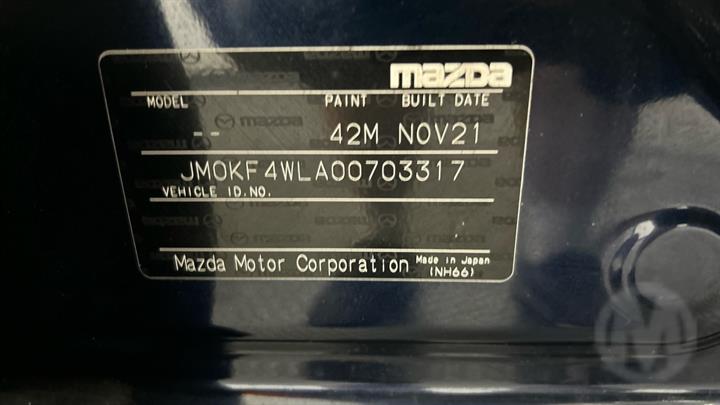 mazda
MODEL PAINT BUILT DATE
-- 42M NOV21
JM0KF4WLA00703317
VEHICLE ID.NO.
Mazda Motor Corporation Made in Japan
(NH66)
M